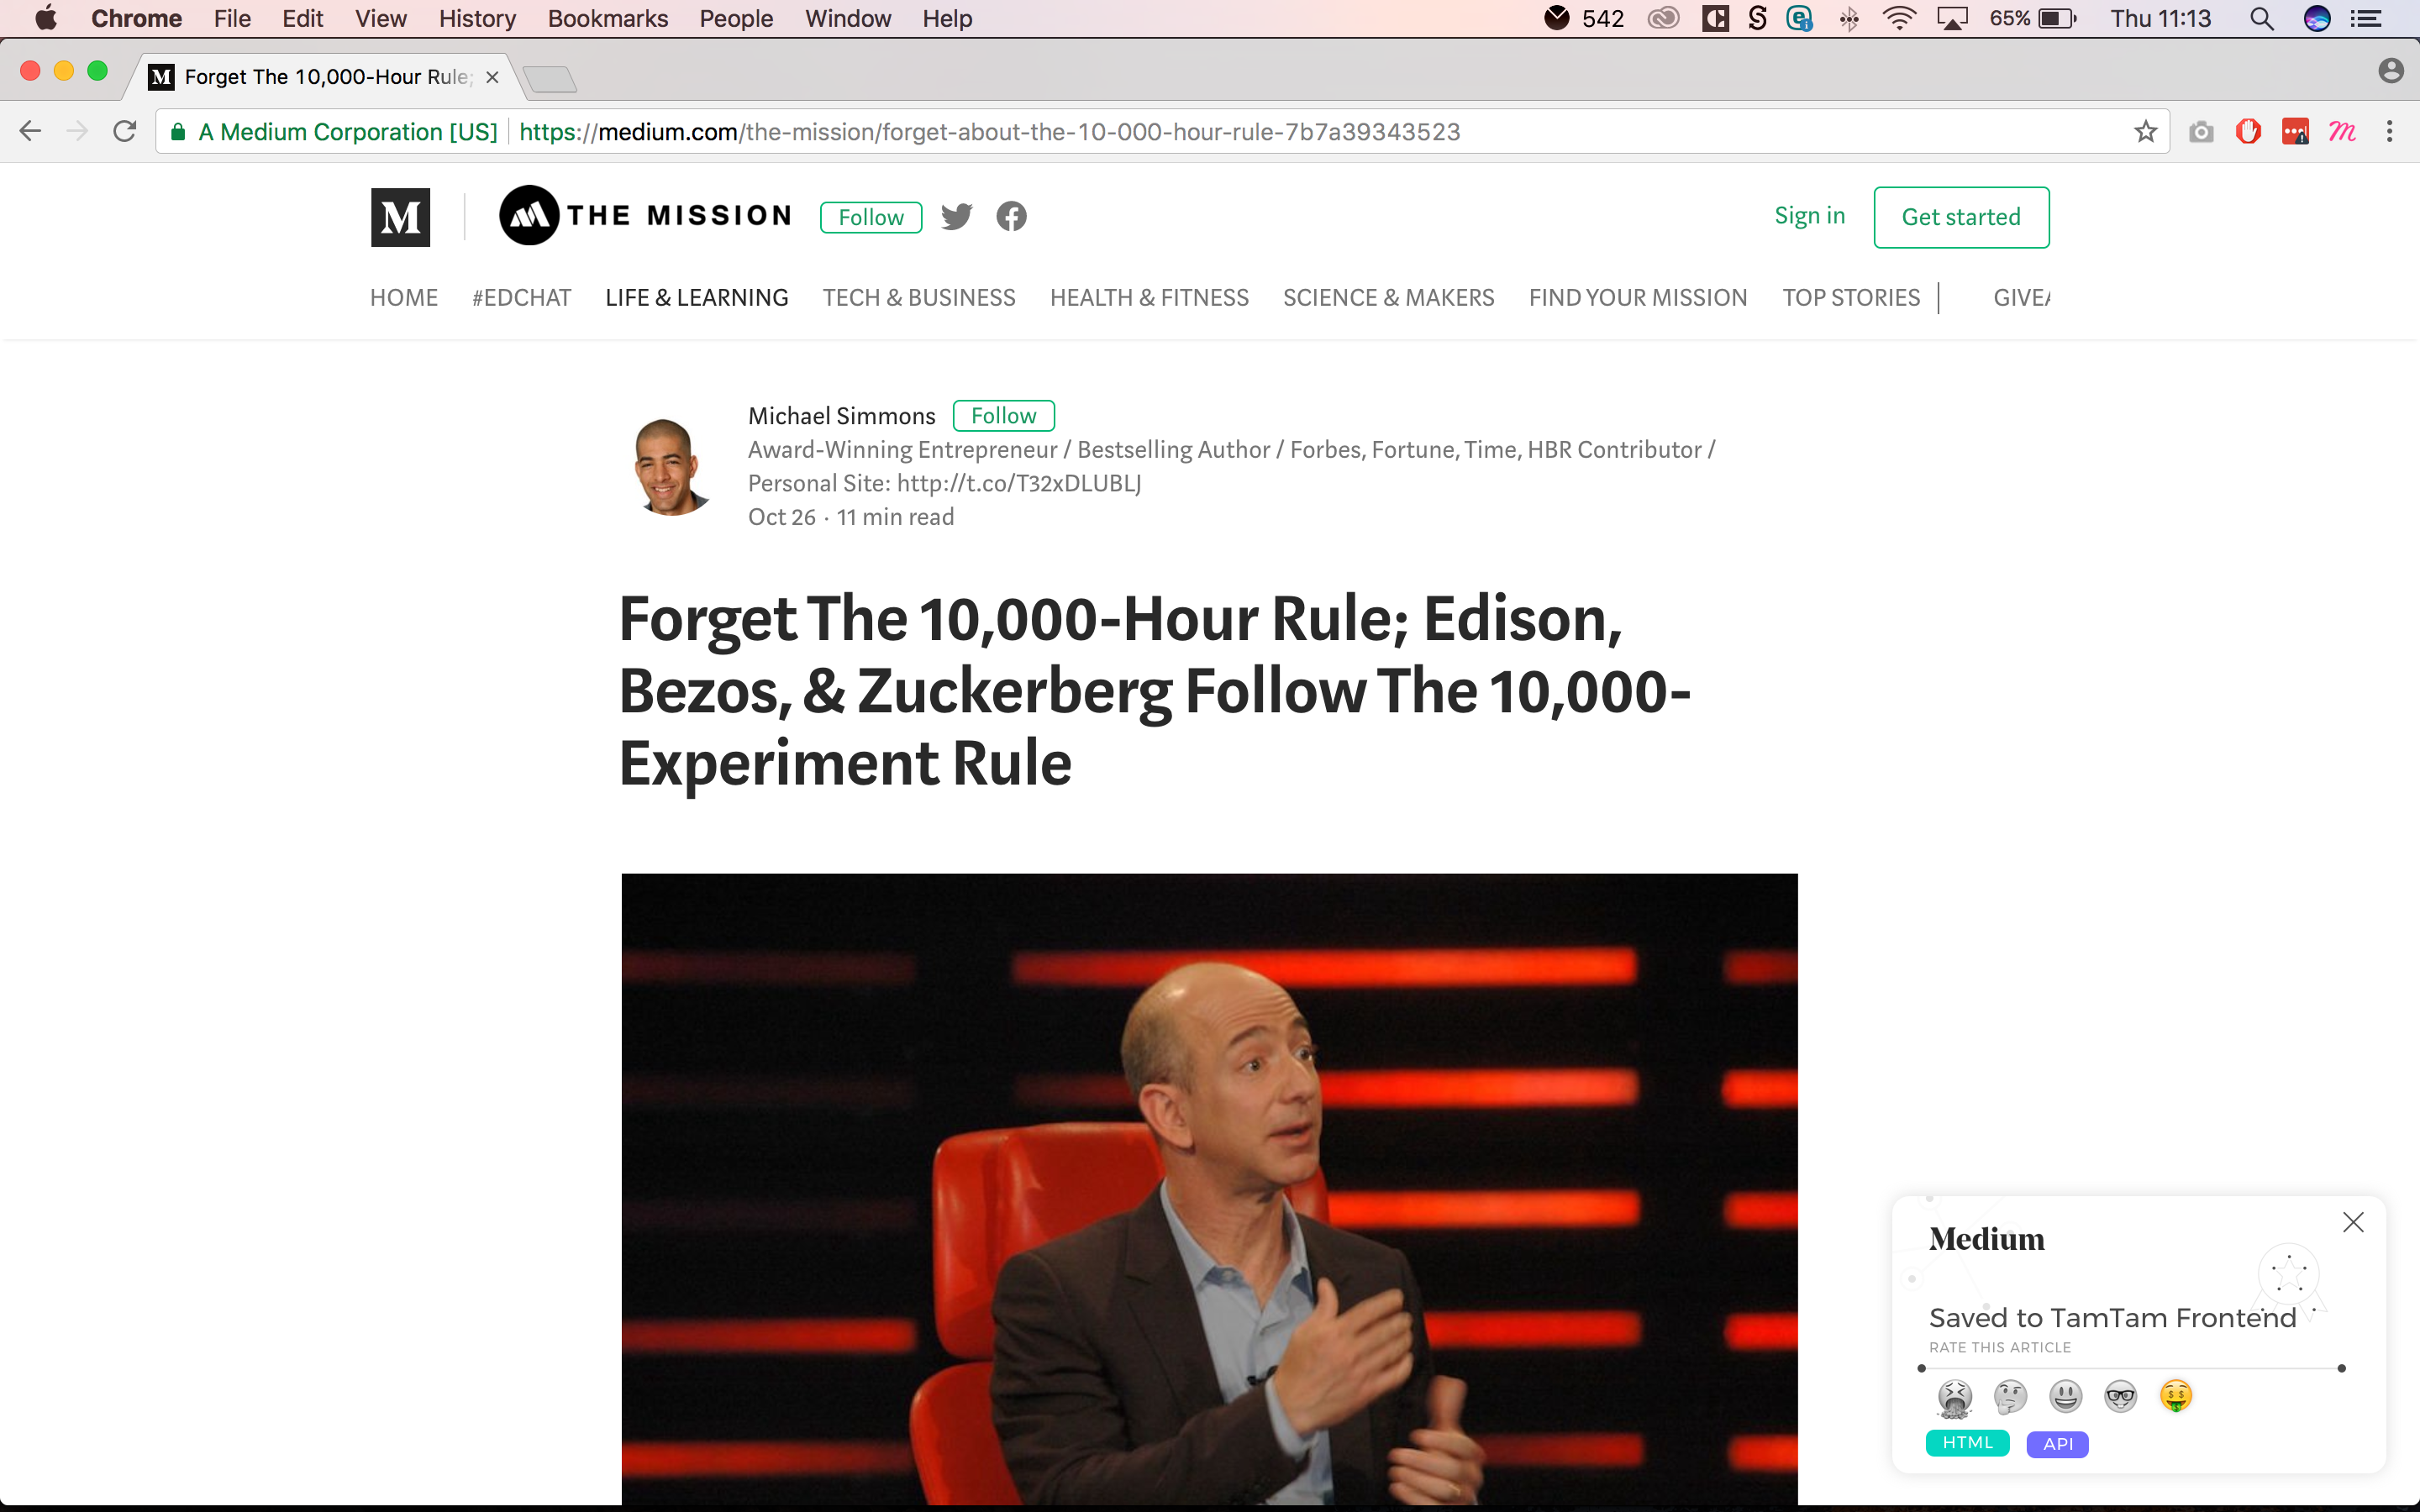 Chrome File Edit View History Bookmarks People Window Help 542 65% Thu 11:13
Forget The 10,000-Hour Rule;
A Medium Corporation [US] https://medium.com/the-mission/forget-about-the-10-000-hour-rule-7b7a39343523
M THE MISSION Follow Sign in Get started
HOME #EDCHAT LIFE & LEARNING TECH & BUSINESS HEALTH & FITNESS SCIENCE & MAKERS FIND YOUR MISSION TOP STORIES GIVEA
Michael Simmons Follow
Award-Winning Entrepreneur / Bestselling Author / Forbes, Fortune, Time, HBR Contributor /
Personal Site: http://t.co/T32xDLUBLJ
Oct 26 · 11 min read
Forget The 10,000-Hour Rule; Edison,
Bezos, & Zuckerberg Follow The 10,000-
Experiment Rule
Medium
Saved to TamTam Frontend
RATE THIS ARTICLE
HTML API